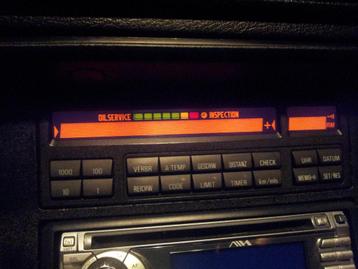 OILSERVICE INSPECTION
+
1000 100 VERBR A-TEMP GESCHW DISTANZ CHECK UHR DATUM
10 1 REICHW CODE LIMIT TIMER km/mls MEMO-A SET/RES
AIWA